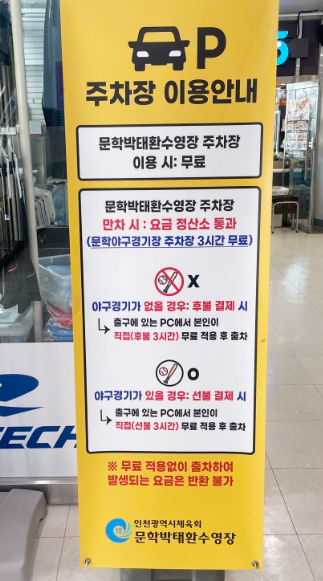 P
주차장 이용안내
문학박태환수영장 주차장
이용 시: 무료
문학박태환수영장 주차장
만차 시 : 요금 정산소 통과
(문학야구경기장 주차장 3시간 무료)
X
야구경기가 없을 경우: 후불 결제 시
출구에 있는 PC에서 본인이
직접(후불 3시간) 무료 적용 후 출차
O
야구경기가 있을 경우: 선불 결제 시
출구에 있는 PC에서 본인이
직접(선불 3시간) 무료 적용 후 출차
※ 무료 적용없이 출차하여
발생되는 요금은 반환 불가
인천광역시체육회
문학박태환수영장
TECH